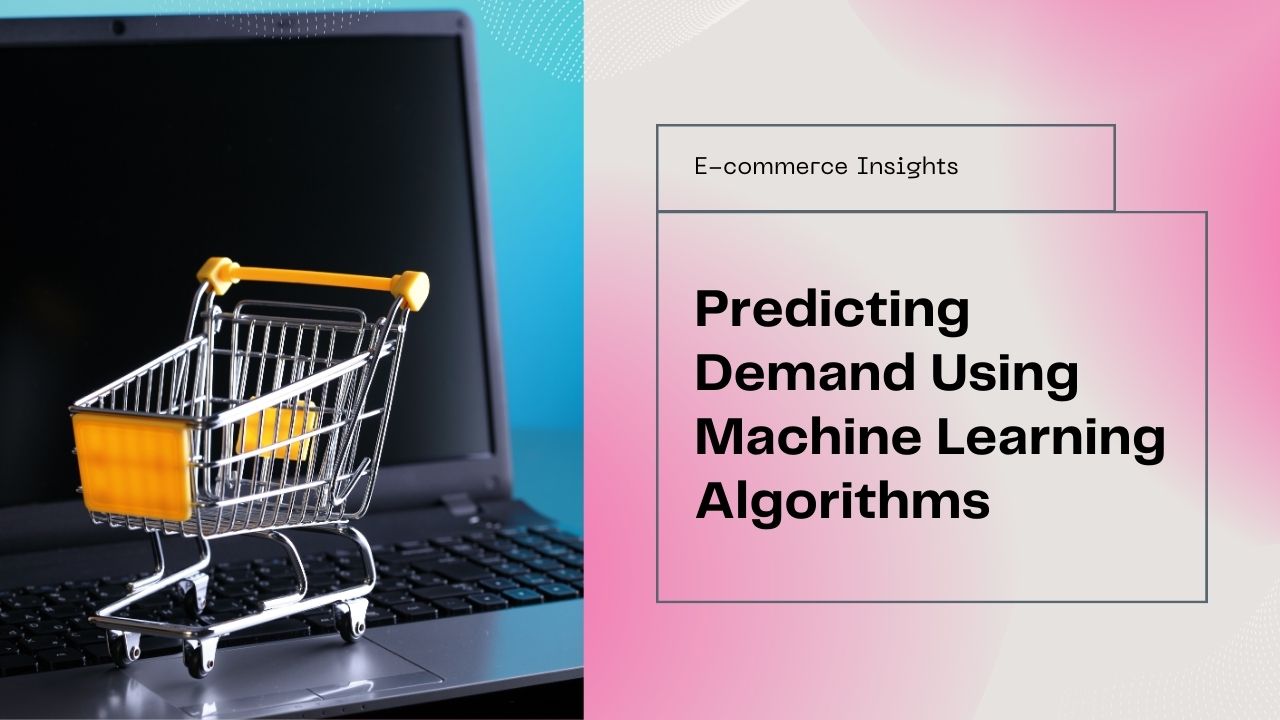 E-commerce Insights
Predicting
Demand Using
Machine Learning
Algorithms